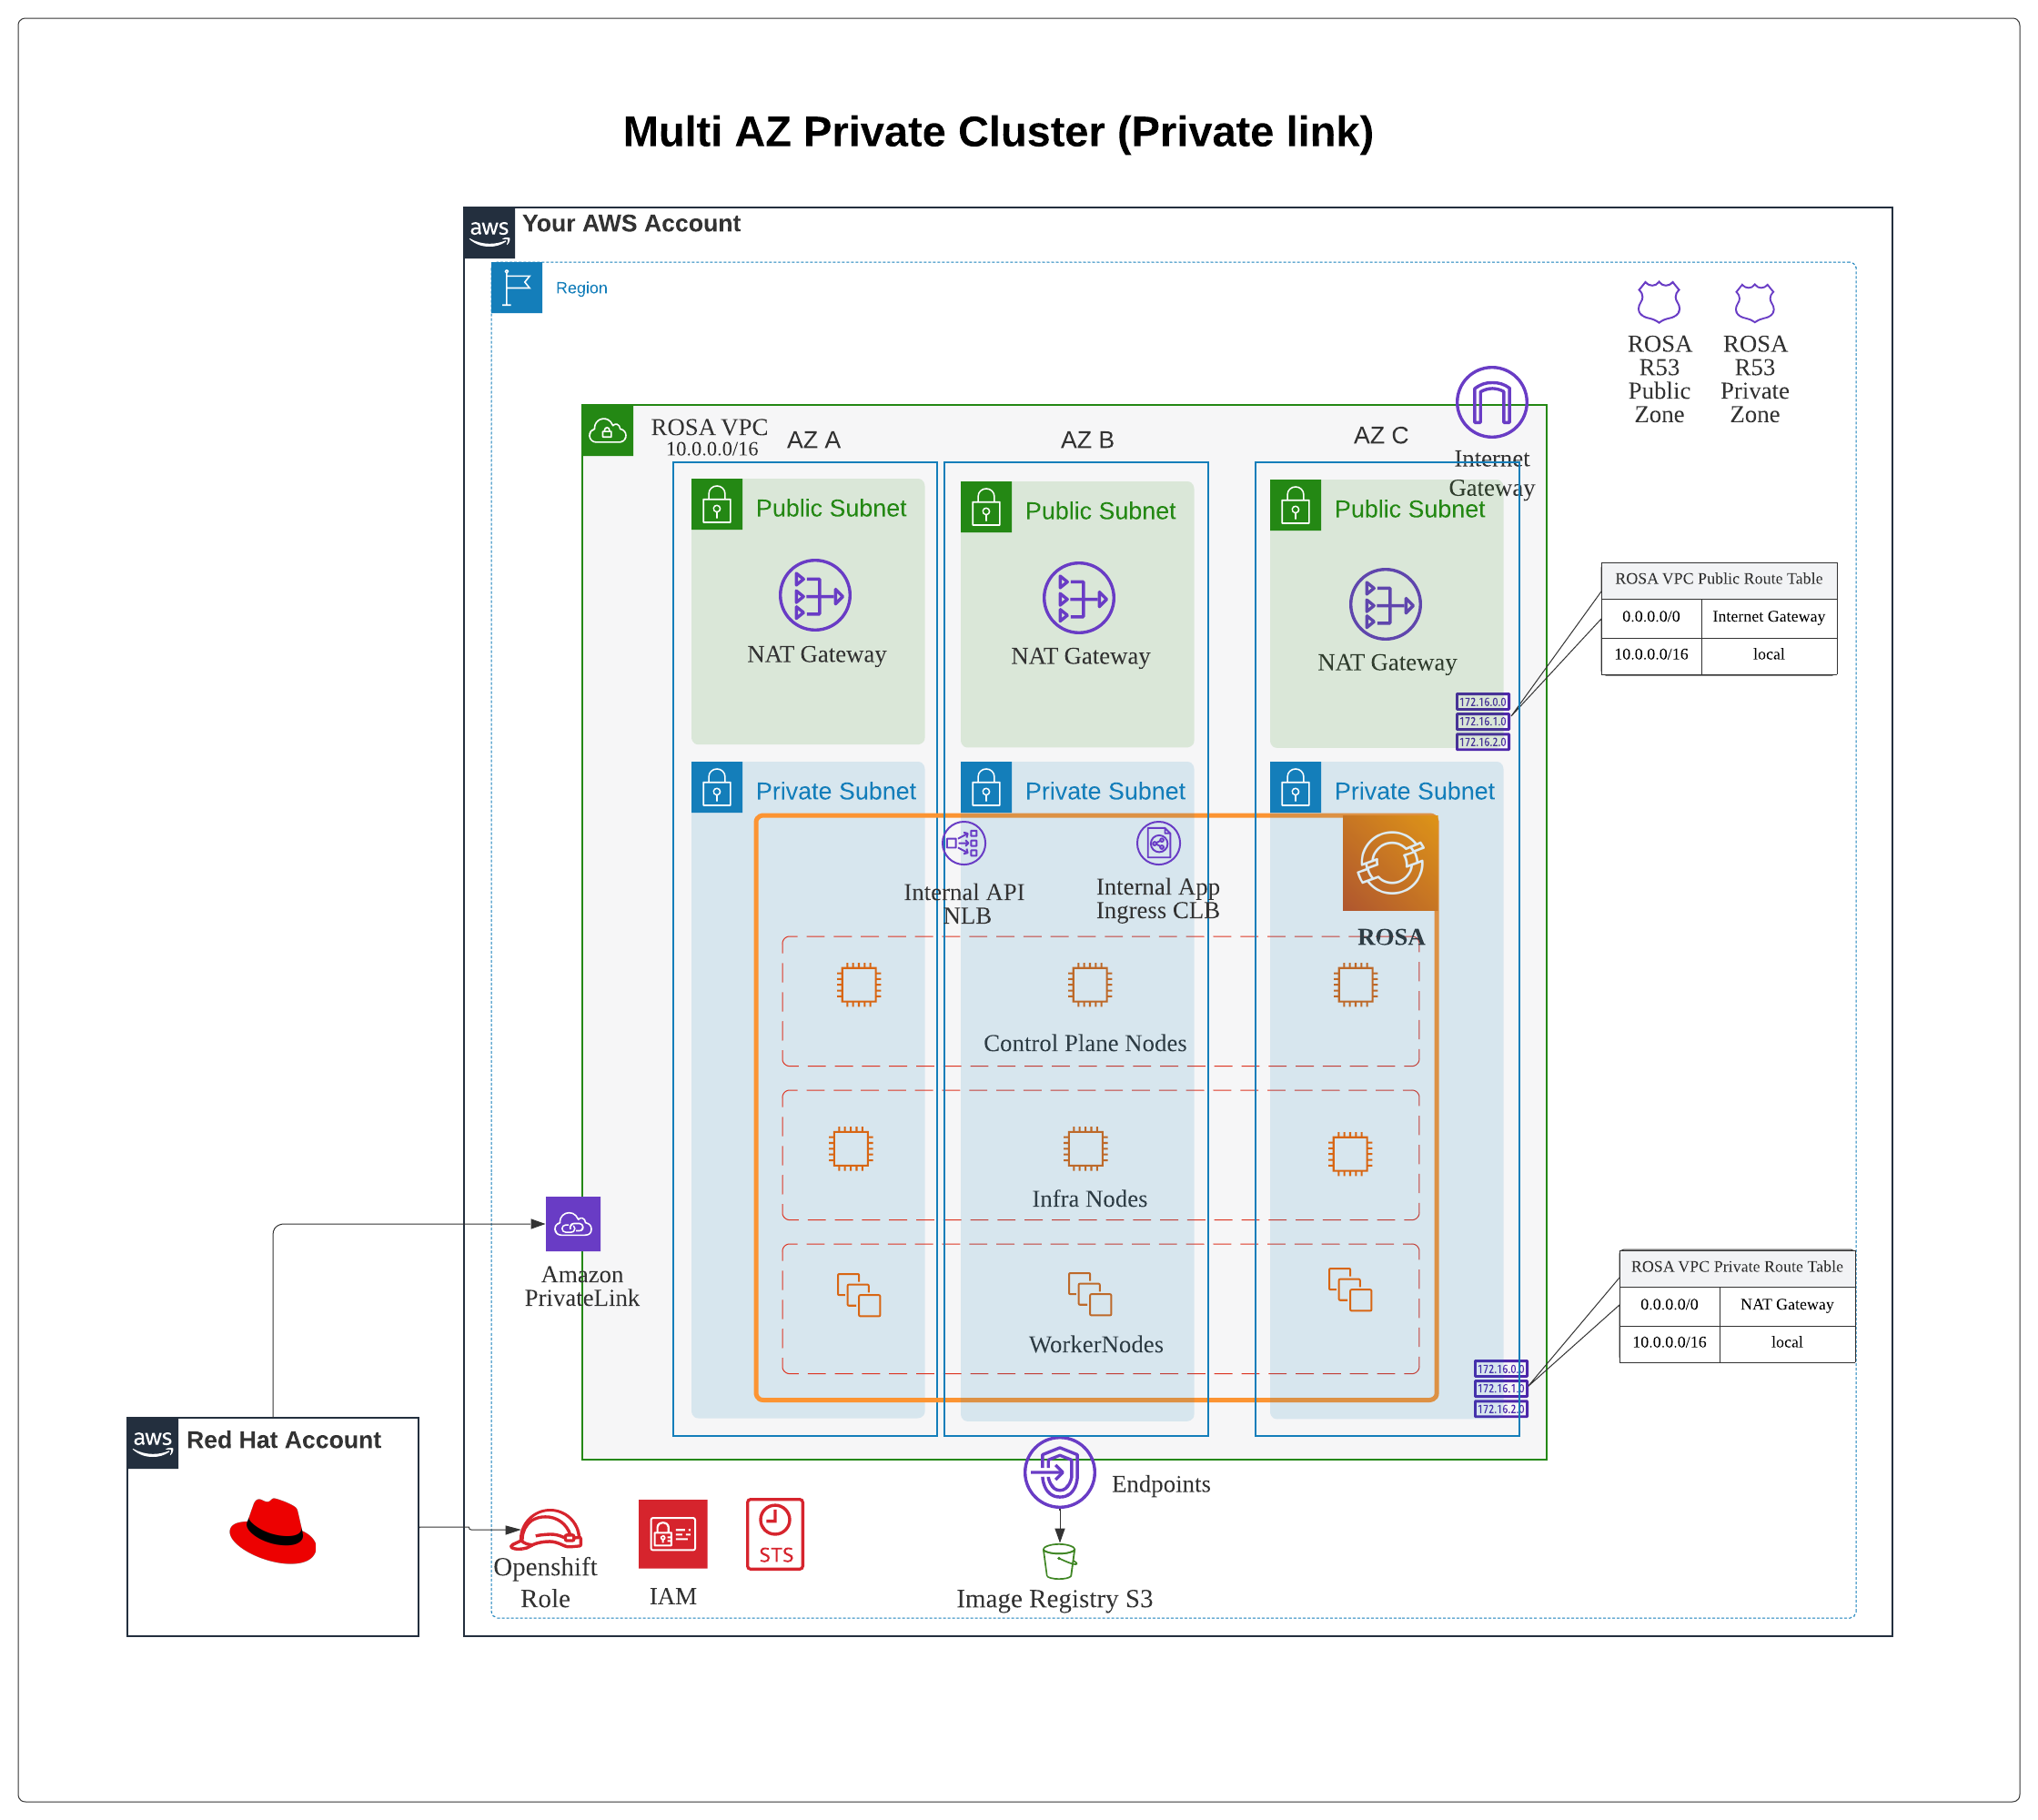 Multi AZ Private Cluster (Private link)
aws
Your AWS Account
Region
ROSA
R53
Public
Zone
ROSA
R53
Private
Zone
ROSA VPC
10.0.0.0/16
AZ A
AZ B
AZ C
Internet
Gateway
Public Subnet
Public Subnet
Public Subnet
NAT Gateway
NAT Gateway
NAT Gateway
ROSA VPC Public Route Table
0.0.0.0/0 Internet Gateway
10.0.0.0/16 local
172.16.0.0
172.16.1.0
172.16.2.0
Private Subnet
Private Subnet
Private Subnet
Internal API
NLB
Internal App
Ingress CLB
ROSA
Control Plane Nodes
Infra Nodes
WorkerNodes
Amazon
PrivateLink
ROSA VPC Private Route Table
0.0.0.0/0 NAT Gateway
10.0.0.0/16 local
172.16.0.0
172.16.1.0
172.16.2.0
aws
Red Hat Account
Endpoints
Openshift
Role
IAM
STS
Image Registry S3